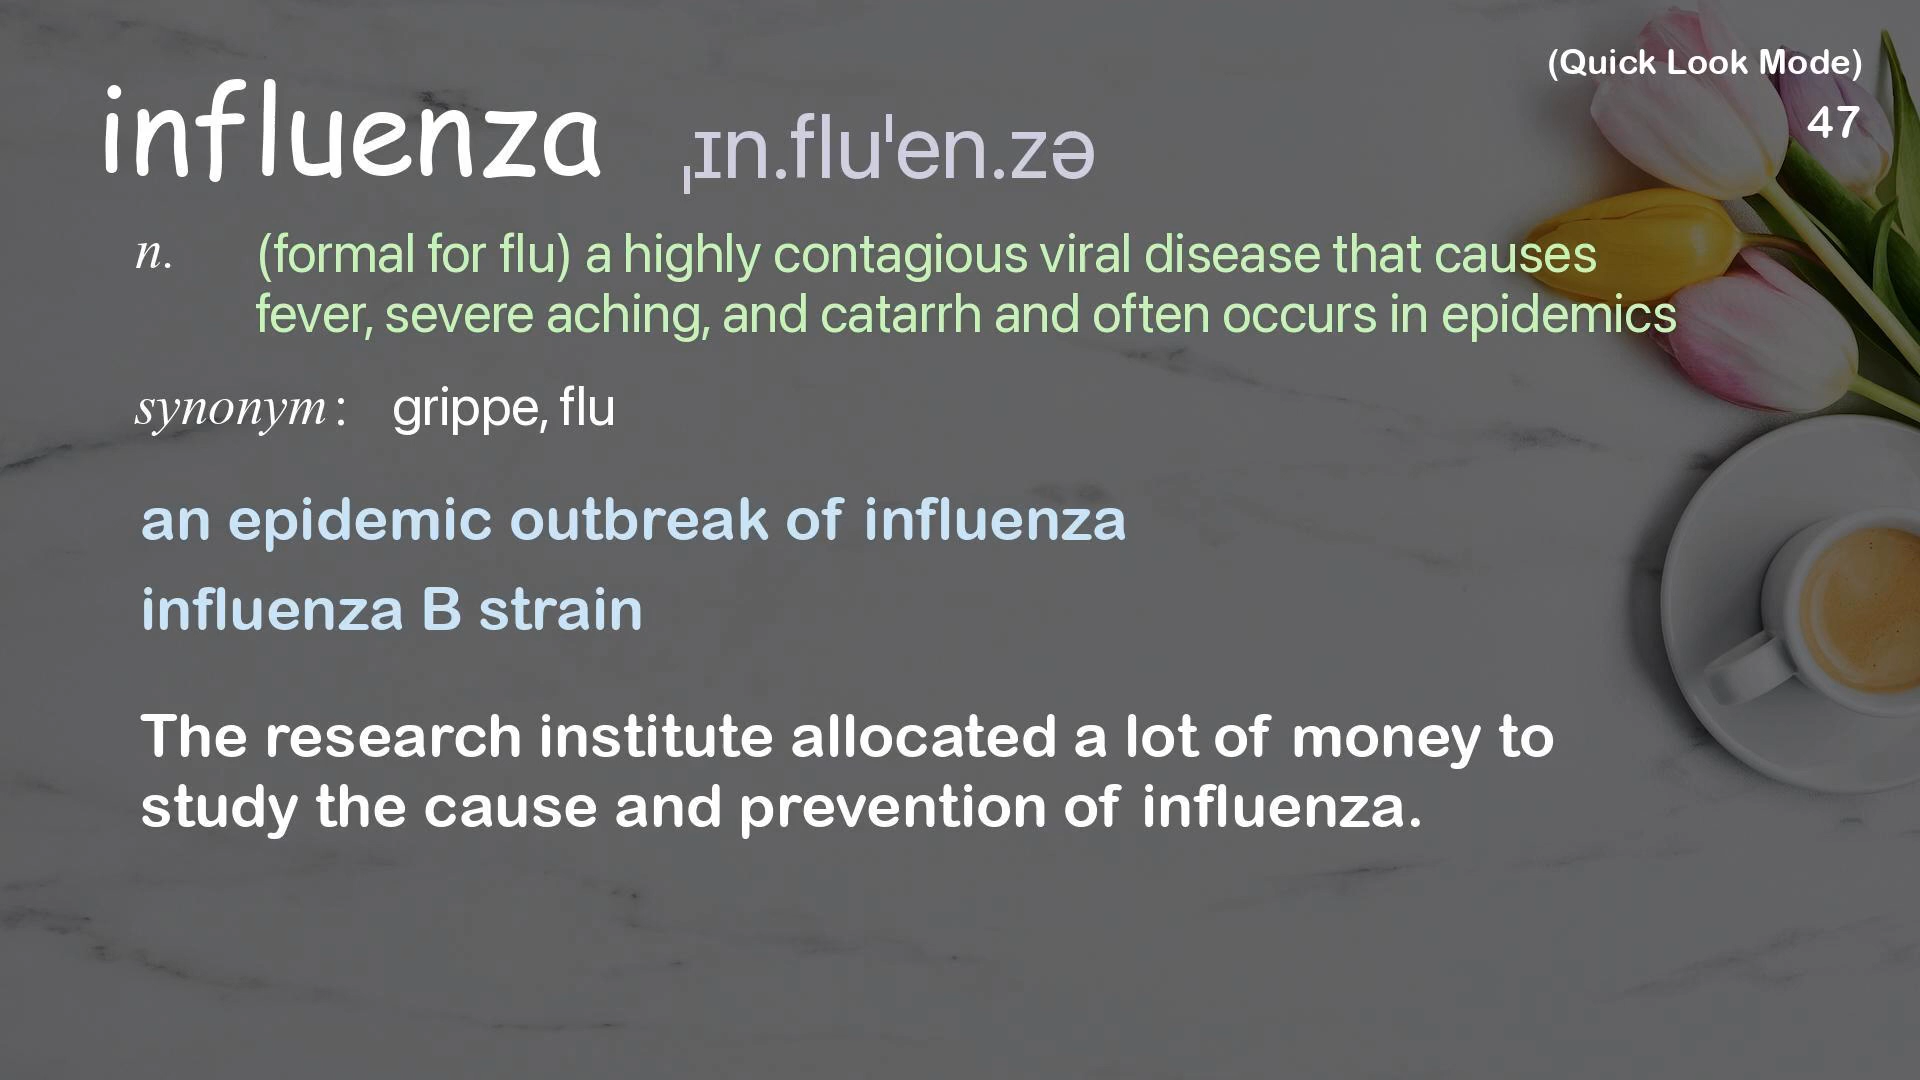 (Quick Look Mode)
47
influenza ˌɪn.fluˈen.zə
n. (formal for flu) a highly contagious viral disease that causes
fever, severe aching, and catarrh and often occurs in epidemics
synonym: grippe, flu
an epidemic outbreak of influenza
influenza B strain
The research institute allocated a lot of money to
study the cause and prevention of influenza.